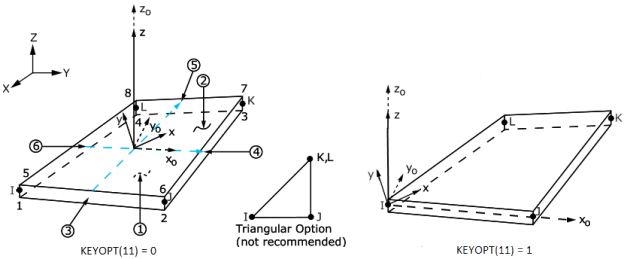 z₀
z
Z
Y
X
8
⑤
②
7
L
K
4
3
y
y₀
x
x₀
⑥
④
5
I
1
6
J
2
③
①
K,L
I
J
Triangular Option
(not recommended)
KEYOPT(11) = 0
z₀
z
L
K
y
y₀
x
I
J
x₀
KEYOPT(11) = 1